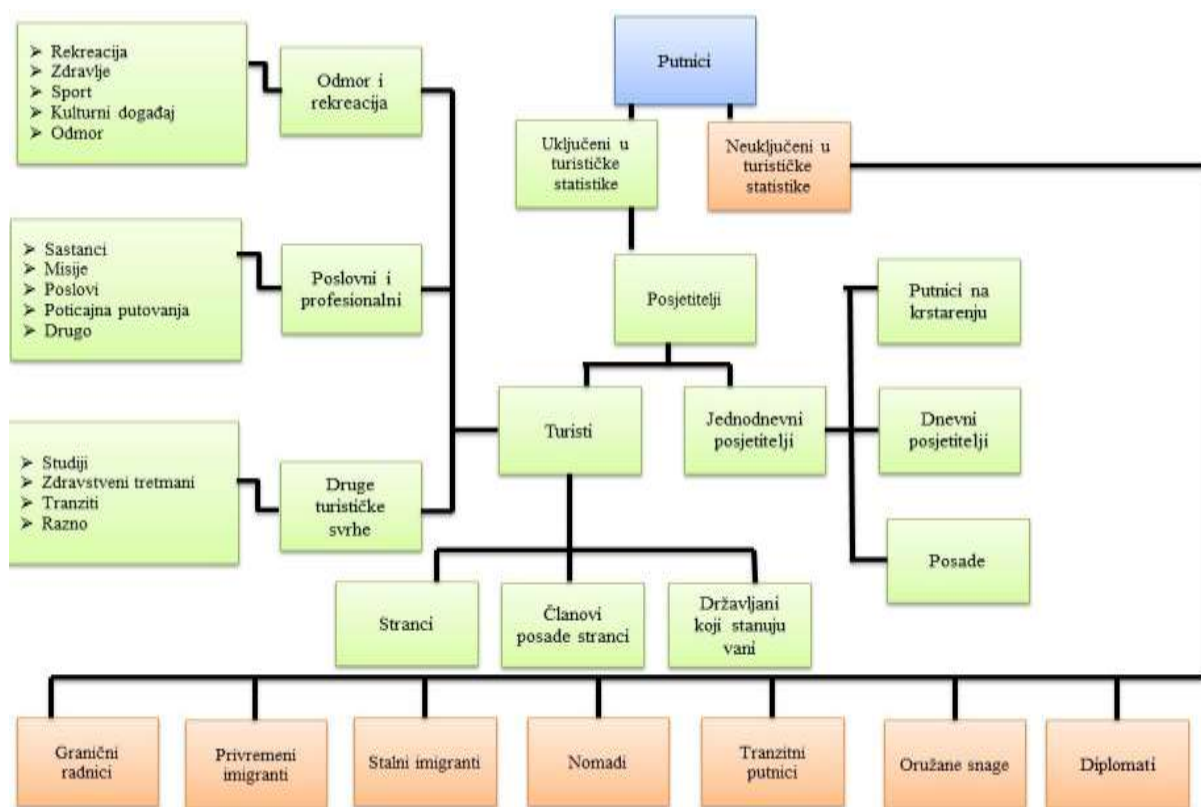 Putnici
Uključeni u
turističke
statistike
Neuključeni u
turističke
statistike
Posjetitelji
Turisti
Jednodnevni
posjetitelji
Putnici na
krstarenju
Dnevni
posjetitelji
Posade
Odmor i
rekreacija
➤ Rekreacija
➤ Zdravlje
➤ Sport
➤ Kulturni događaj
➤ Odmor
Poslovni i
profesionalni
➤ Sastanci
➤ Misije
➤ Poslovi
➤ Poticajna putovanja
➤ Drugo
Druge
turističke
svrhe
➤ Studiji
➤ Zdravstveni tretmani
➤ Tranziti
➤ Razno
Stranci
Članovi
posade stranci
Državljani
koji stanuju
vani
Granični
radnici
Privremeni
imigranti
Stalni imigranti
Nomadi
Tranzitni
putnici
Oružane snage
Diplomati